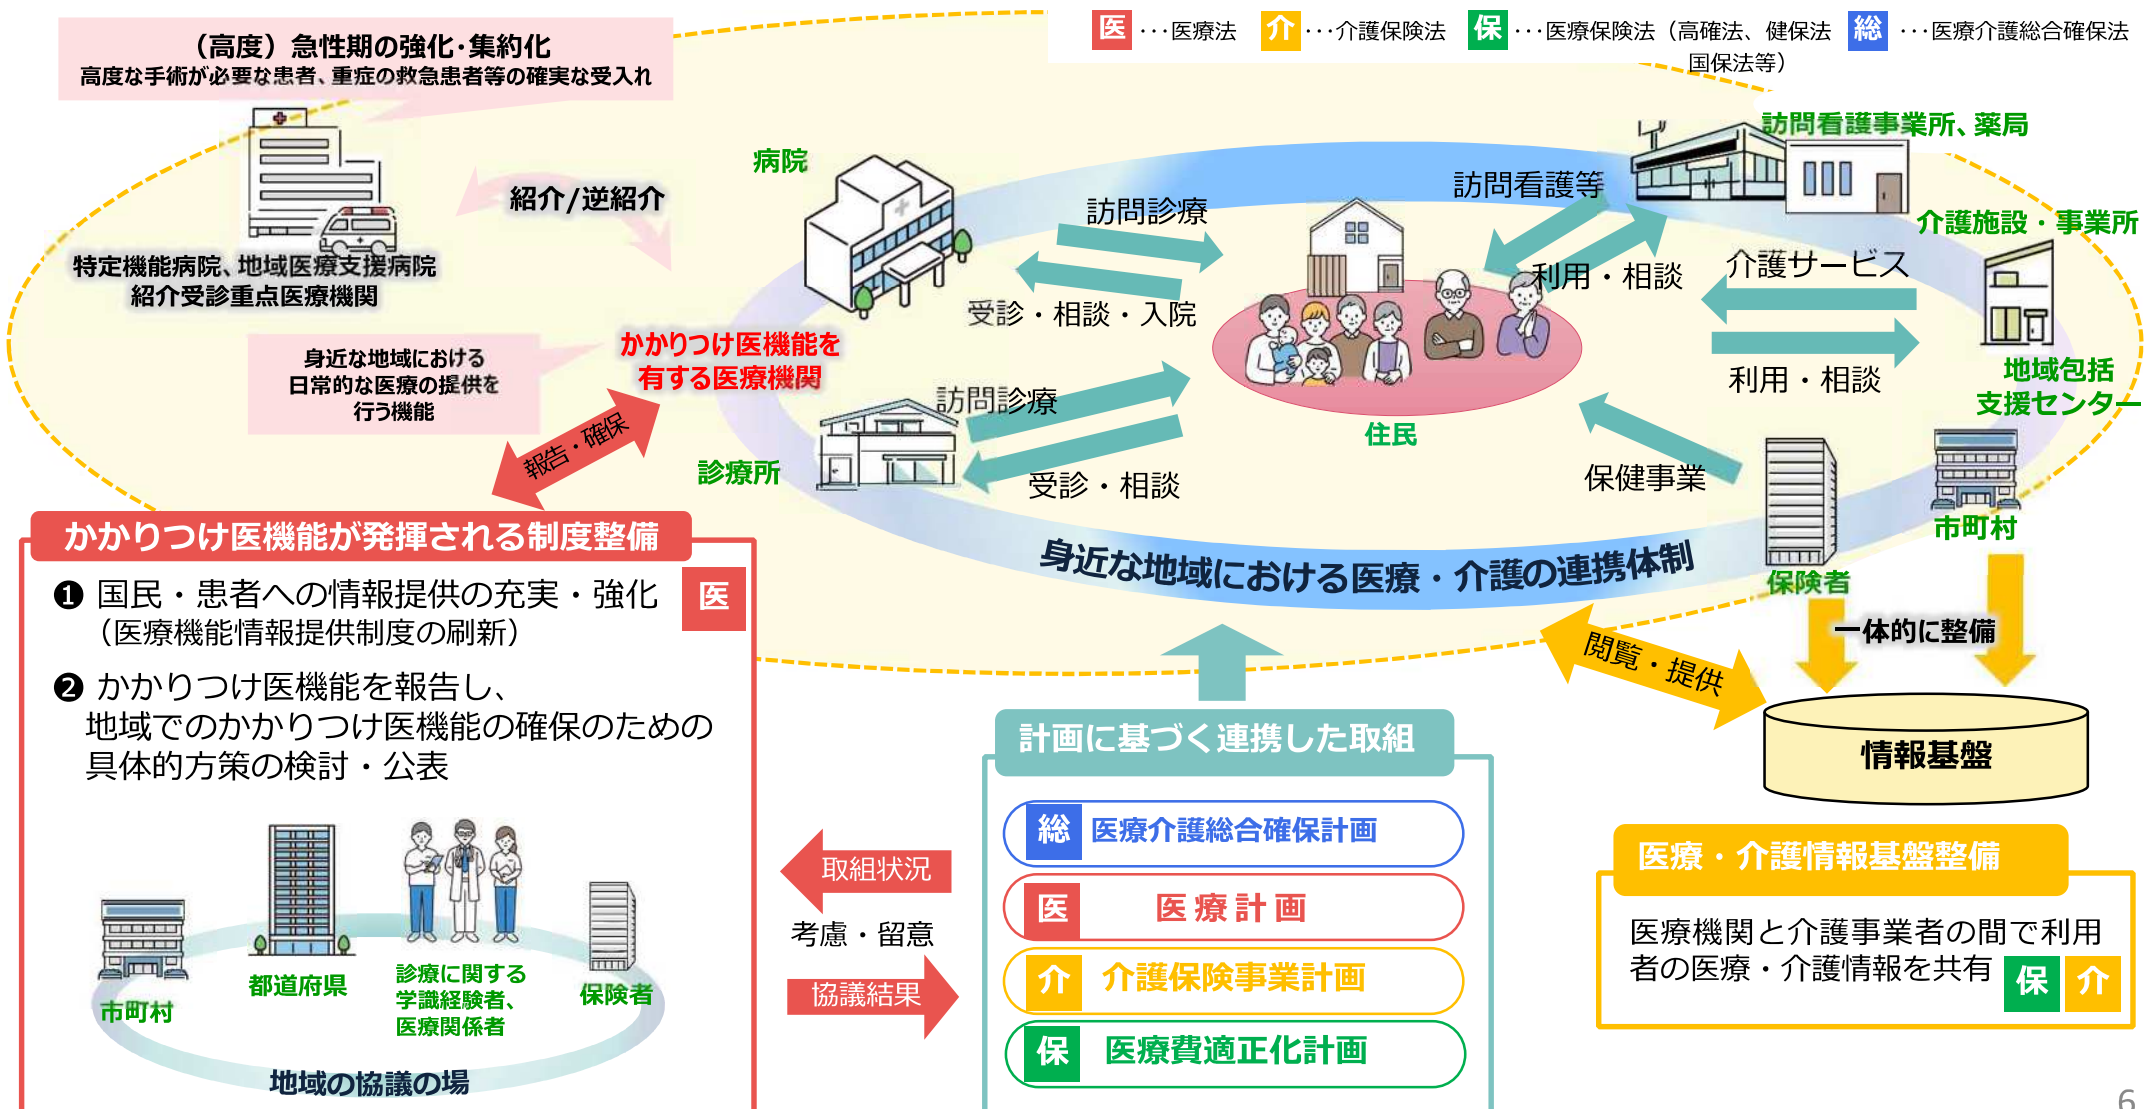 （高度）急性期の強化･集約化
高度な手術が必要な患者、重症の救急患者等の確実な受入れ
医 ･･･医療法 介 ･･･介護保険法 保 ･･･医療保険法（高確法、健保法 総 ･･･医療介護総合確保法
国保法等）
特定機能病院、地域医療支援病院
紹介受診重点医療機関
紹介/逆紹介
身近な地域における
日常的な医療の提供を
行う機能
かかりつけ医機能を
有する医療機関
報告・確保
病院
訪問診療
受診・相談・入院
診療所
訪問診療
受診・相談
訪問看護等
利用・相談
訪問看護事業所、薬局
介護施設・事業所
介護サービス
利用・相談
地域包括
支援センター
住民
保健事業
市町村
保険者
身近な地域における医療・介護の連携体制
一体的に整備
閲覧・提供
情報基盤
かかりつけ医機能が発揮される制度整備
❶ 国民・患者への情報提供の充実・強化 医
（医療機能情報提供制度の刷新）
❷ かかりつけ医機能を報告し、
地域でのかかりつけ医機能の確保のための
具体的方策の検討・公表
市町村
都道府県
診療に関する
学識経験者、
医療関係者
保険者
地域の協議の場
取組状況
考慮・留意
協議結果
計画に基づく連携した取組
総 医療介護総合確保計画
医 医療計画
介 介護保険事業計画
保 医療費適正化計画
医療・介護情報基盤整備
医療機関と介護事業者の間で利用
者の医療・介護情報を共有 保 介
6